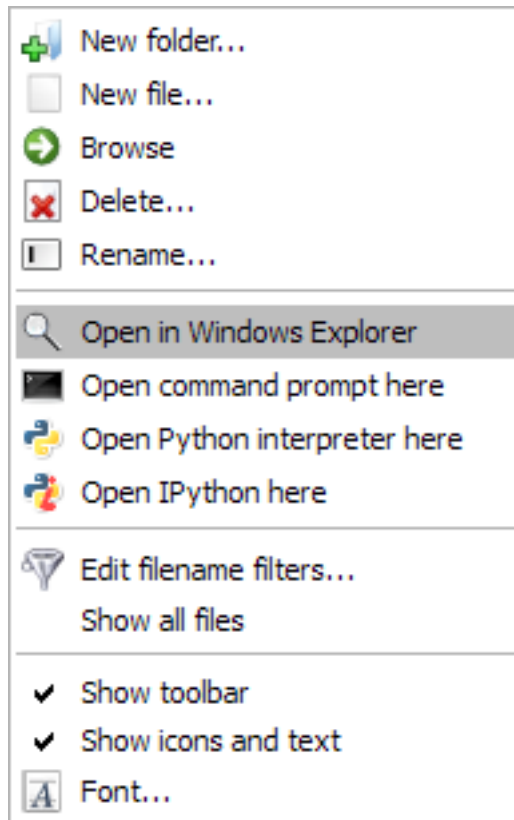 New folder...
New file...
Browse
Delete...
Rename...
Open in Windows Explorer
Open command prompt here
Open Python interpreter here
Open IPython here
Edit filename filters...
Show all files
Show toolbar
Show icons and text
Font...